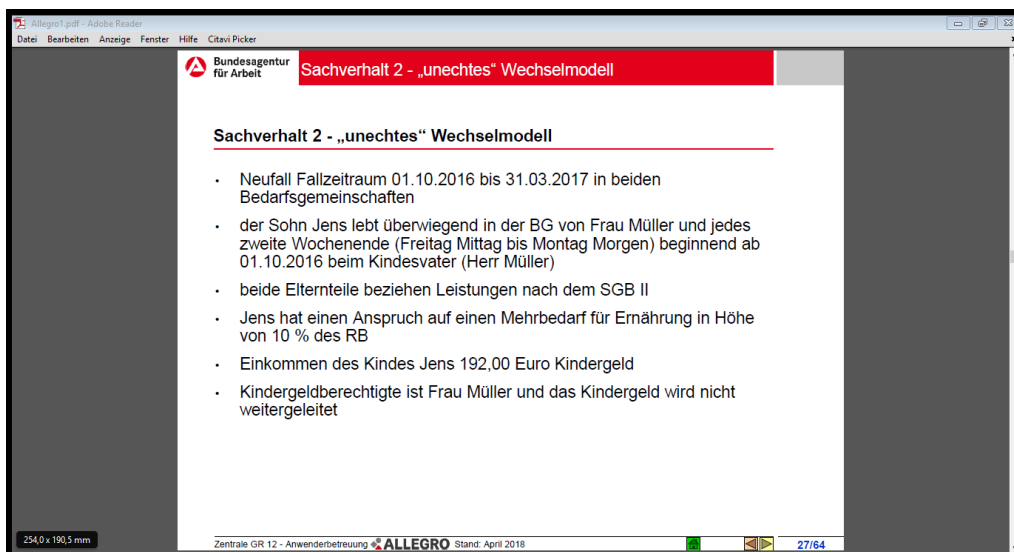 Allegro1.pdf - Adobe Reader
Datei Bearbeiten Anzeige Fenster Hilfe Citavi Picker
Bundesagentur
für Arbeit
Sachverhalt 2 - „unechtes“ Wechselmodell
Sachverhalt 2 - „unechtes“ Wechselmodell
• Neufall Fallzeitraum 01.10.2016 bis 31.03.2017 in beiden
Bedarfsgemeinschaften
• der Sohn Jens lebt überwiegend in der BG von Frau Müller und jedes
zweite Wochenende (Freitag Mittag bis Montag Morgen) beginnend ab
01.10.2016 beim Kindesvater (Herr Müller)
• beide Elternteile beziehen Leistungen nach dem SGB II
• Jens hat einen Anspruch auf einen Mehrbedarf für Ernährung in Höhe
von 10 % des RB
• Einkommen des Kindes Jens 192,00 Euro Kindergeld
• Kindergeldberechtigte ist Frau Müller und das Kindergeld wird nicht
weitergeleitet
254,0 x 190,5 mm
Zentrale GR 12 - Anwenderbetreuung ALLEGRO Stand: April 2018
27/64